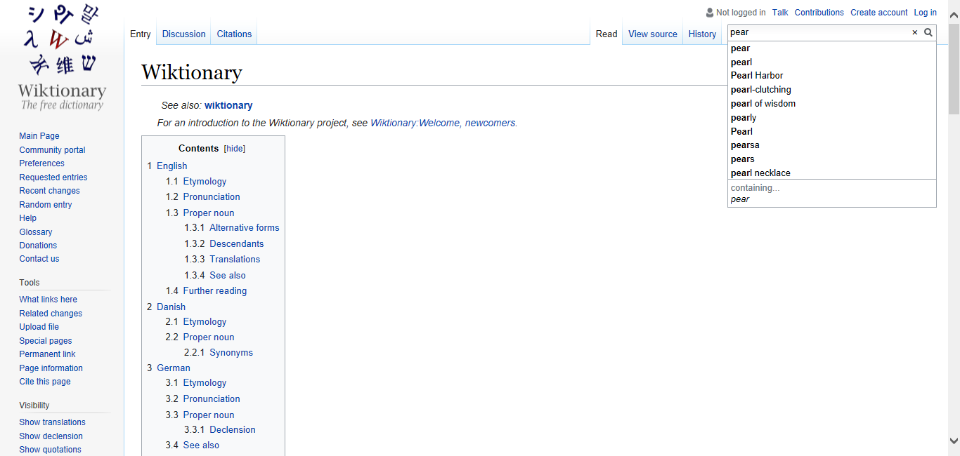 Not logged in Talk Contributions Create account Log in
Entry Discussion Citations Read View source History pear ×
Wiktionary
The free dictionary
Main Page
Community portal
Preferences
Requested entries
Recent changes
Random entry
Help
Glossary
Donations
Contact us
Tools
What links here
Related changes
Upload file
Special pages
Permanent link
Page information
Cite this page
Visibility
Show translations
Show declension
Show quotations
Wiktionary
See also: wiktionary
For an introduction to the Wiktionary project, see Wiktionary:Welcome, newcomers.
Contents [hide]
1 English
1.1 Etymology
1.2 Pronunciation
1.3 Proper noun
1.3.1 Alternative forms
1.3.2 Descendants
1.3.3 Translations
1.3.4 See also
1.4 Further reading
2 Danish
2.1 Etymology
2.2 Proper noun
2.2.1 Synonyms
3 German
3.1 Etymology
3.2 Pronunciation
3.3 Proper noun
3.3.1 Declension
3.4 See also
pear
pearl
Pearl Harbor
pearl-clutching
pearl of wisdom
pearly
Pearl
pearsa
pears
pearl necklace
containing...
pear